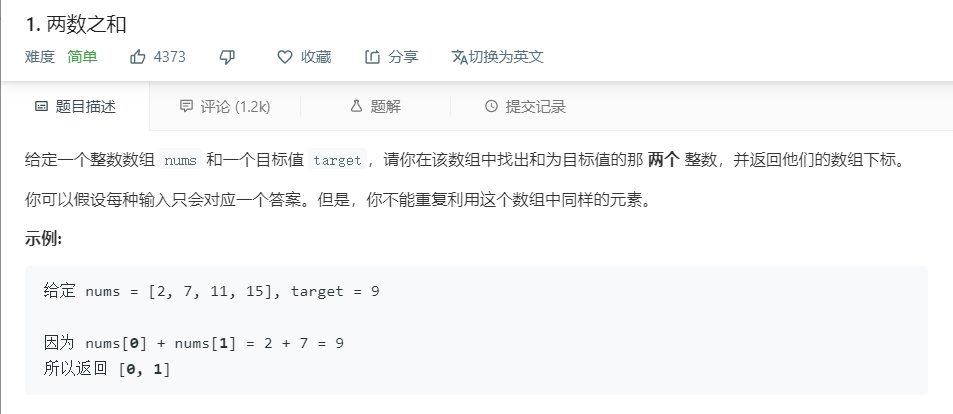 1. 两数之和
难度 简单 4373 收藏 分享 切换为英文
题目描述 评论 (1.2k) 题解 提交记录
给定一个整数数组 nums 和一个目标值 target，请你在该数组中找出和为目标值的那 两个 整数，并返回他们的数组下标。
你可以假设每种输入只会对应一个答案。但是，你不能重复利用这个数组中同样的元素。
示例:
给定 nums = [2, 7, 11, 15], target = 9
因为 nums[0] + nums[1] = 2 + 7 = 9
所以返回 [0, 1]